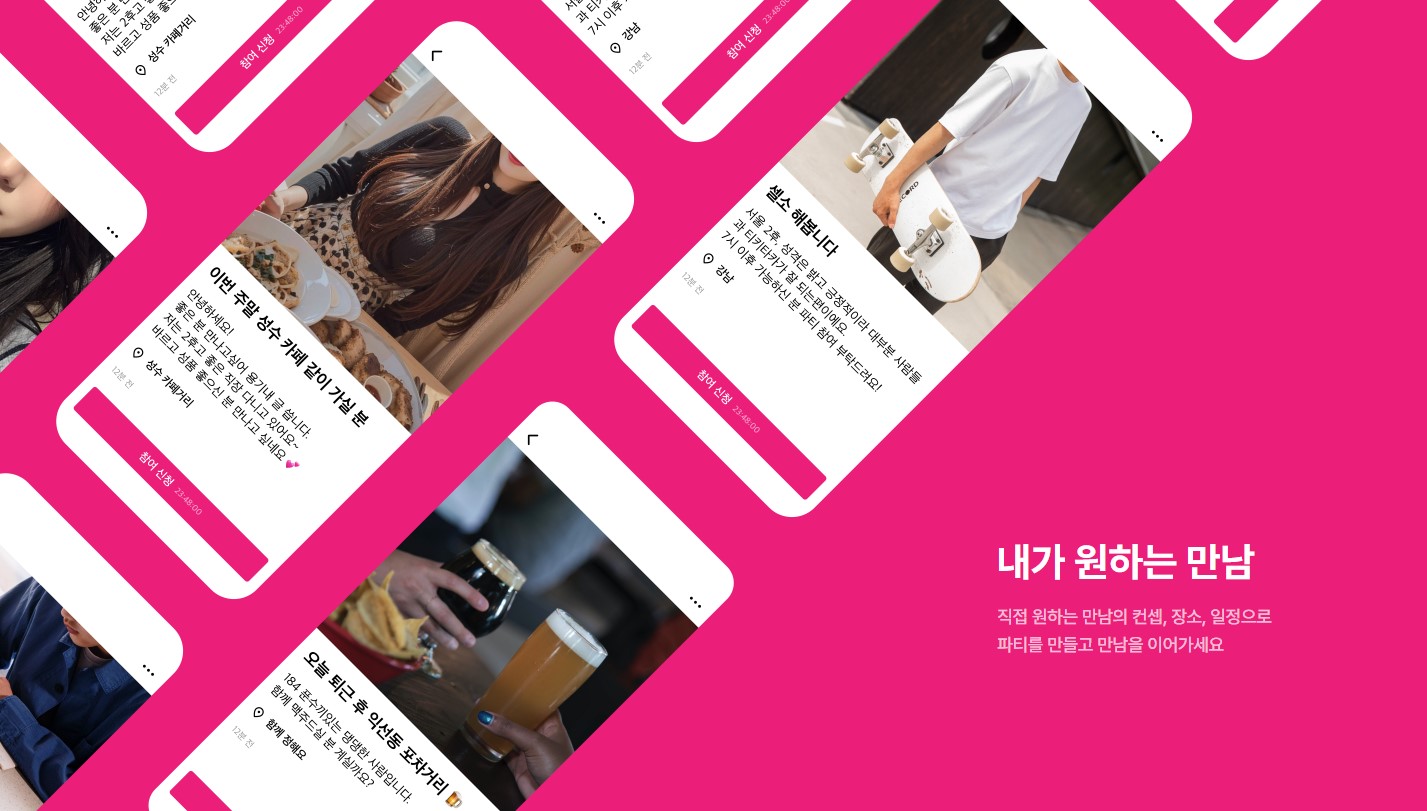 안녕하세요!
좋은 분 만
저는 2후고
바르고 성품 좋으
성수 카페거리
12분 전
참여 신청 23:48:00
서울
과 티키
7시 이후
강남
12분 전
참여 신청 23:48:00
이번 주말 성수 카페 같이 가실 분
안녕하세요!
좋은 분 만나고싶어 용기내 글 씁니다.
저는 2후고 좋은 직장 다니고 있어요~
바르고 성품 좋으신 분 만나고 싶네요 💕
성수 카페거리
12분 전
참여 신청 23:48:00
셀소 해봅니다
서울 2후, 성격은 밝고 긍정적이라 대부분 사람들
과 티키타카가 잘 되는편이에요.
7시 이후 가능하신 분 파티 참여 부탁드려요!
강남
12분 전
참여 신청 23:48:00
오늘 퇴근 후 익선동 포차거리 🍺
184 푼수끼있는 댕댕한 사람입니다.
함께 맥주드실 분 계실까요?
함께 정해요
12분 전
내가 원하는 만남
직접 원하는 만남의 컨셉, 장소, 일정으로
파티를 만들고 만남을 이어가세요